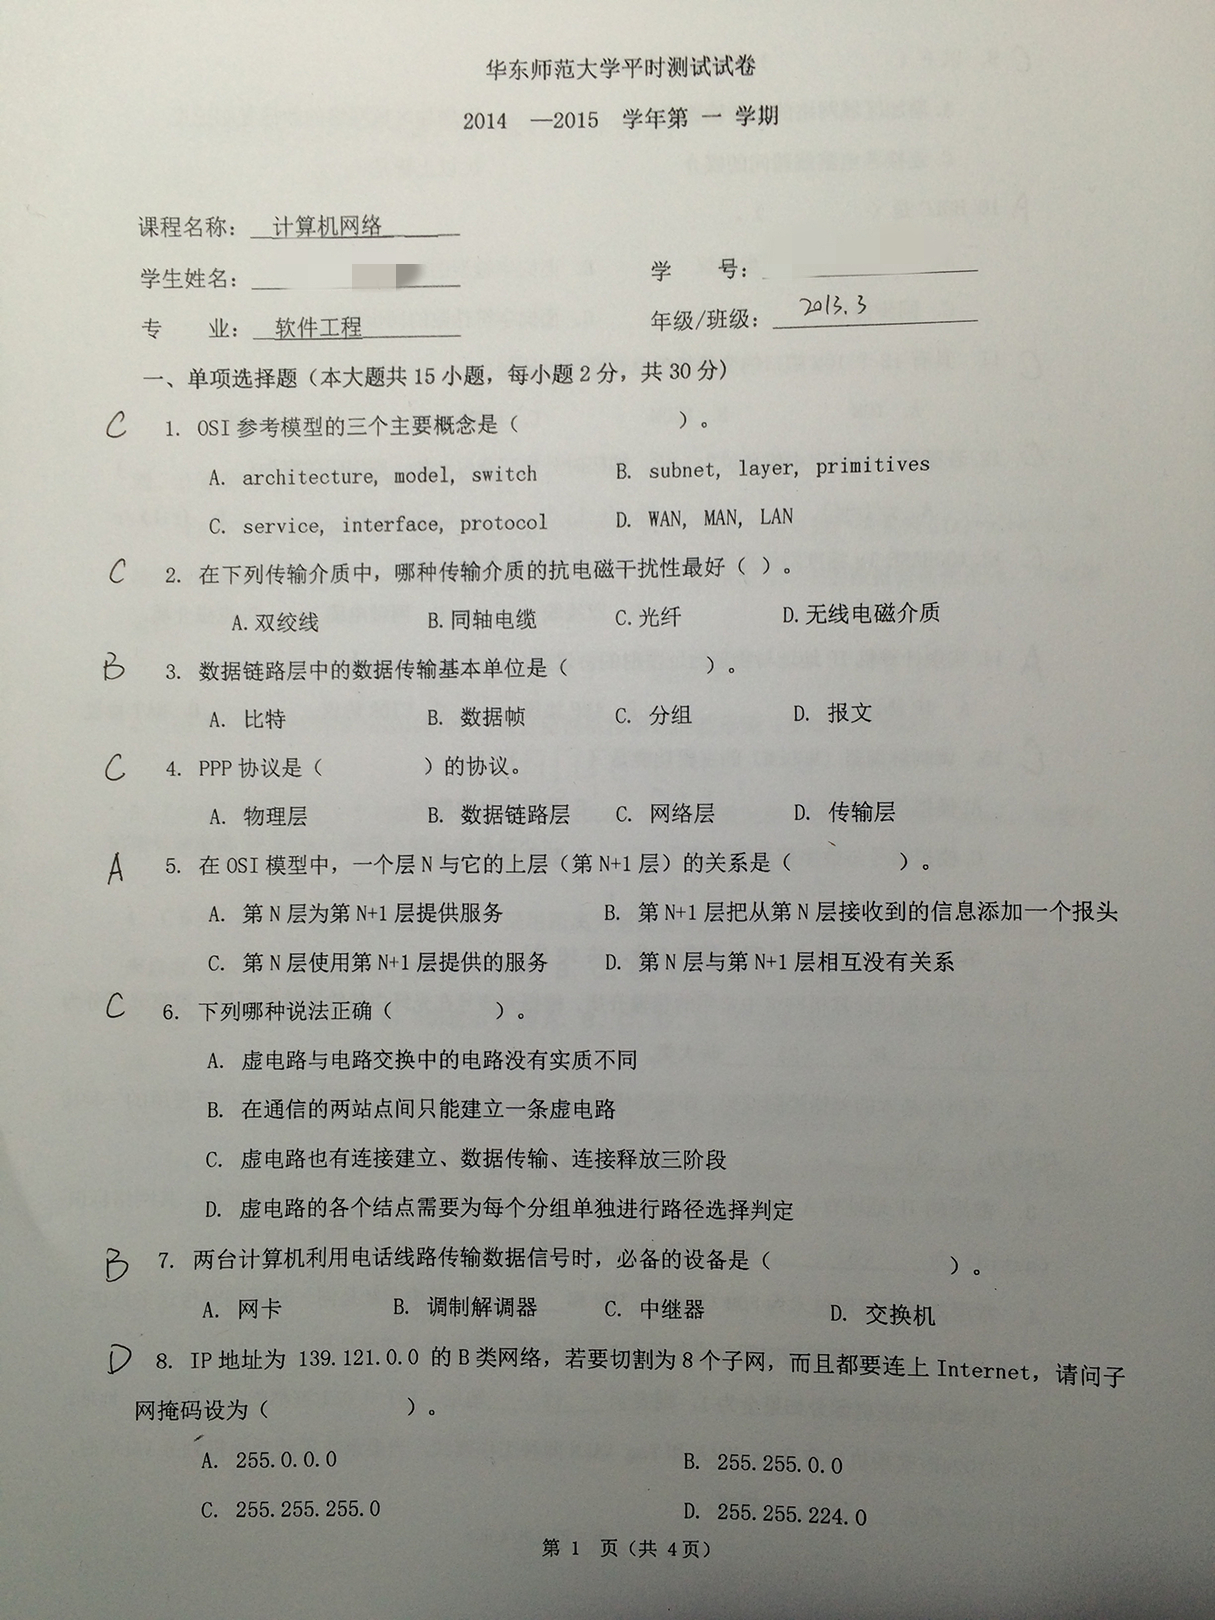 华东师范大学平时测试试卷
2014 —2015 学年第 一 学期
课程名称： 计算机网络
学生姓名： 学 号：
专 业： 软件工程 年级/班级： 2013.3
一、单项选择题（本大题共 15 小题，每小题 2 分，共 30 分）
C 1. OSI 参考模型的三个主要概念是（ ）。
A. architecture, model, switch B. subnet, layer, primitives
C. service, interface, protocol D. WAN, MAN, LAN
C 2. 在下列传输介质中，哪种传输介质的抗电磁干扰性最好（ ）。
A.双绞线 B.同轴电缆 C.光纤 D.无线电磁介质
B 3. 数据链路层中的数据传输基本单位是（ ）。
A. 比特 B. 数据帧 C. 分组 D. 报文
C 4. PPP 协议是（ ）的协议。
A. 物理层 B. 数据链路层 C. 网络层 D. 传输层
A 5. 在 OSI 模型中，一个层 N 与它的上层（第 N+1 层）的关系是（ ）。
A. 第 N 层为第 N+1 层提供服务 B. 第 N+1 层把从第 N 层接收到的信息添加一个报头
C. 第 N 层使用第 N+1 层提供的服务 D. 第 N 层与第 N+1 层相互没有关系
C 6. 下列哪种说法正确（ ）。
A. 虚电路与电路交换中的电路没有实质不同
B. 在通信的两站点间只能建立一条虚电路
C. 虚电路也有连接建立、数据传输、连接释放三阶段
D. 虚电路的各个结点需要为每个分组单独进行路径选择判定
B 7. 两台计算机利用电话线路传输数据信号时，必备的设备是（ ）。
A. 网卡 B. 调制解调器 C. 中继器 D. 交换机
D 8. IP 地址为 139.121.0.0 的 B 类网络，若要切割为 8 个子网，而且都要连上 Internet，请问子
网掩码设为（ ）。
A. 255.0.0.0 B. 255.255.0.0
C. 255.255.255.0 D. 255.255.224.0
第 1 页（共 4页）